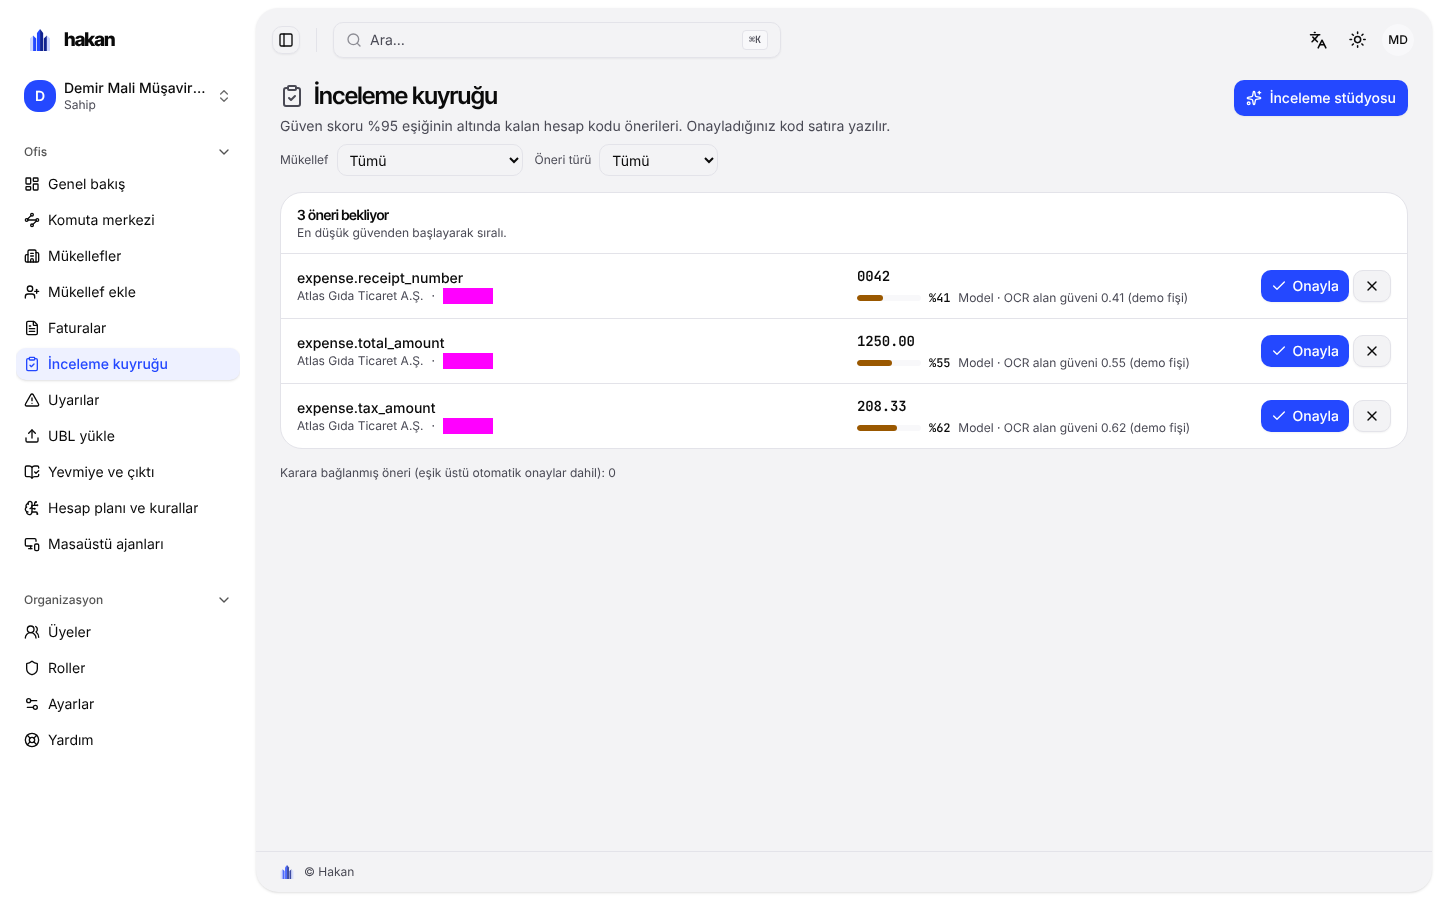 hakan
Demir Mali Müşavir...
Sahip
D
Ofis
Genel bakış
Komuta merkezi
Mükellefler
Mükellef ekle
Faturalar
İnceleme kuyruğu
Uyarılar
UBL yükle
Yevmiye ve çıktı
Hesap planı ve kurallar
Masaüstü ajanları
Organizasyon
Üyeler
Roller
Ayarlar
Yardım
Ara...
⌘K
MD
İnceleme kuyruğu
İnceleme stüdyosu
Güven skoru %95 eşiğinin altında kalan hesap kodu önerileri. Onayladığınız kod satıra yazılır.
Mükellef Tümü Öneri türü Tümü
3 öneri bekliyor
En düşük güvenden başlayarak sıralı.
expense.receipt_number
Atlas Gıda Ticaret A.Ş. ·
0042
%41 Model · OCR alan güveni 0.41 (demo fişi)
Onayla
expense.total_amount
Atlas Gıda Ticaret A.Ş. ·
1250.00
%55 Model · OCR alan güveni 0.55 (demo fişi)
Onayla
expense.tax_amount
Atlas Gıda Ticaret A.Ş. ·
208.33
%62 Model · OCR alan güveni 0.62 (demo fişi)
Onayla
Karara bağlanmış öneri (eşik üstü otomatik onaylar dahil): 0
© Hakan